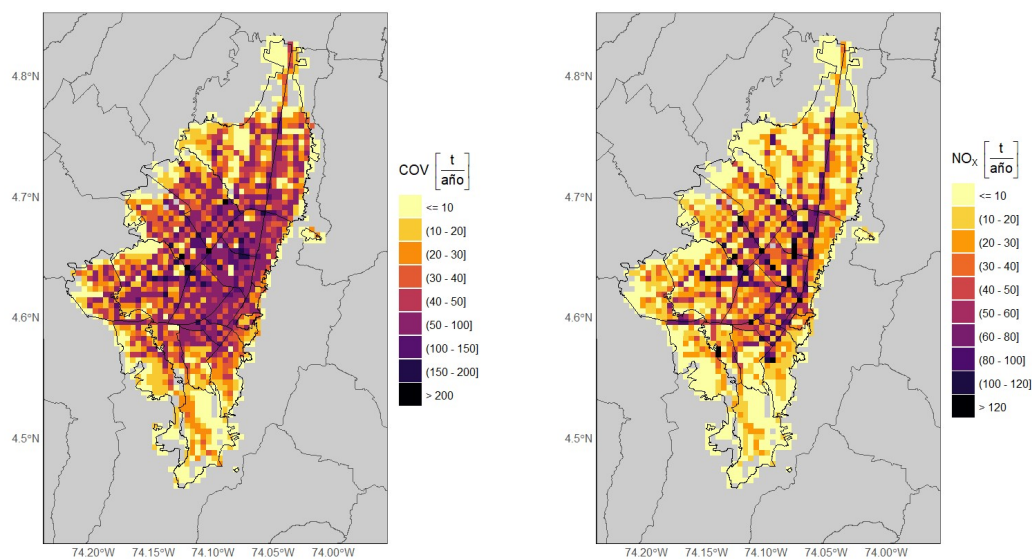 4.8°N
4.7°N
4.6°N
4.5°N
74.20°W
74.15°W
74.10°W
74.05°W
74.00°W
COV [t/año]
<= 10
(10 - 20]
(20 - 30]
(30 - 40]
(40 - 50]
(50 - 100]
(100 - 150]
(150 - 200]
> 200
4.8°N
4.7°N
4.6°N
4.5°N
74.20°W
74.15°W
74.10°W
74.05°W
74.00°W
NOX [t/año]
<= 10
(10 - 20]
(20 - 30]
(30 - 40]
(40 - 50]
(50 - 60]
(60 - 80]
(80 - 100]
(100 - 120]
> 120